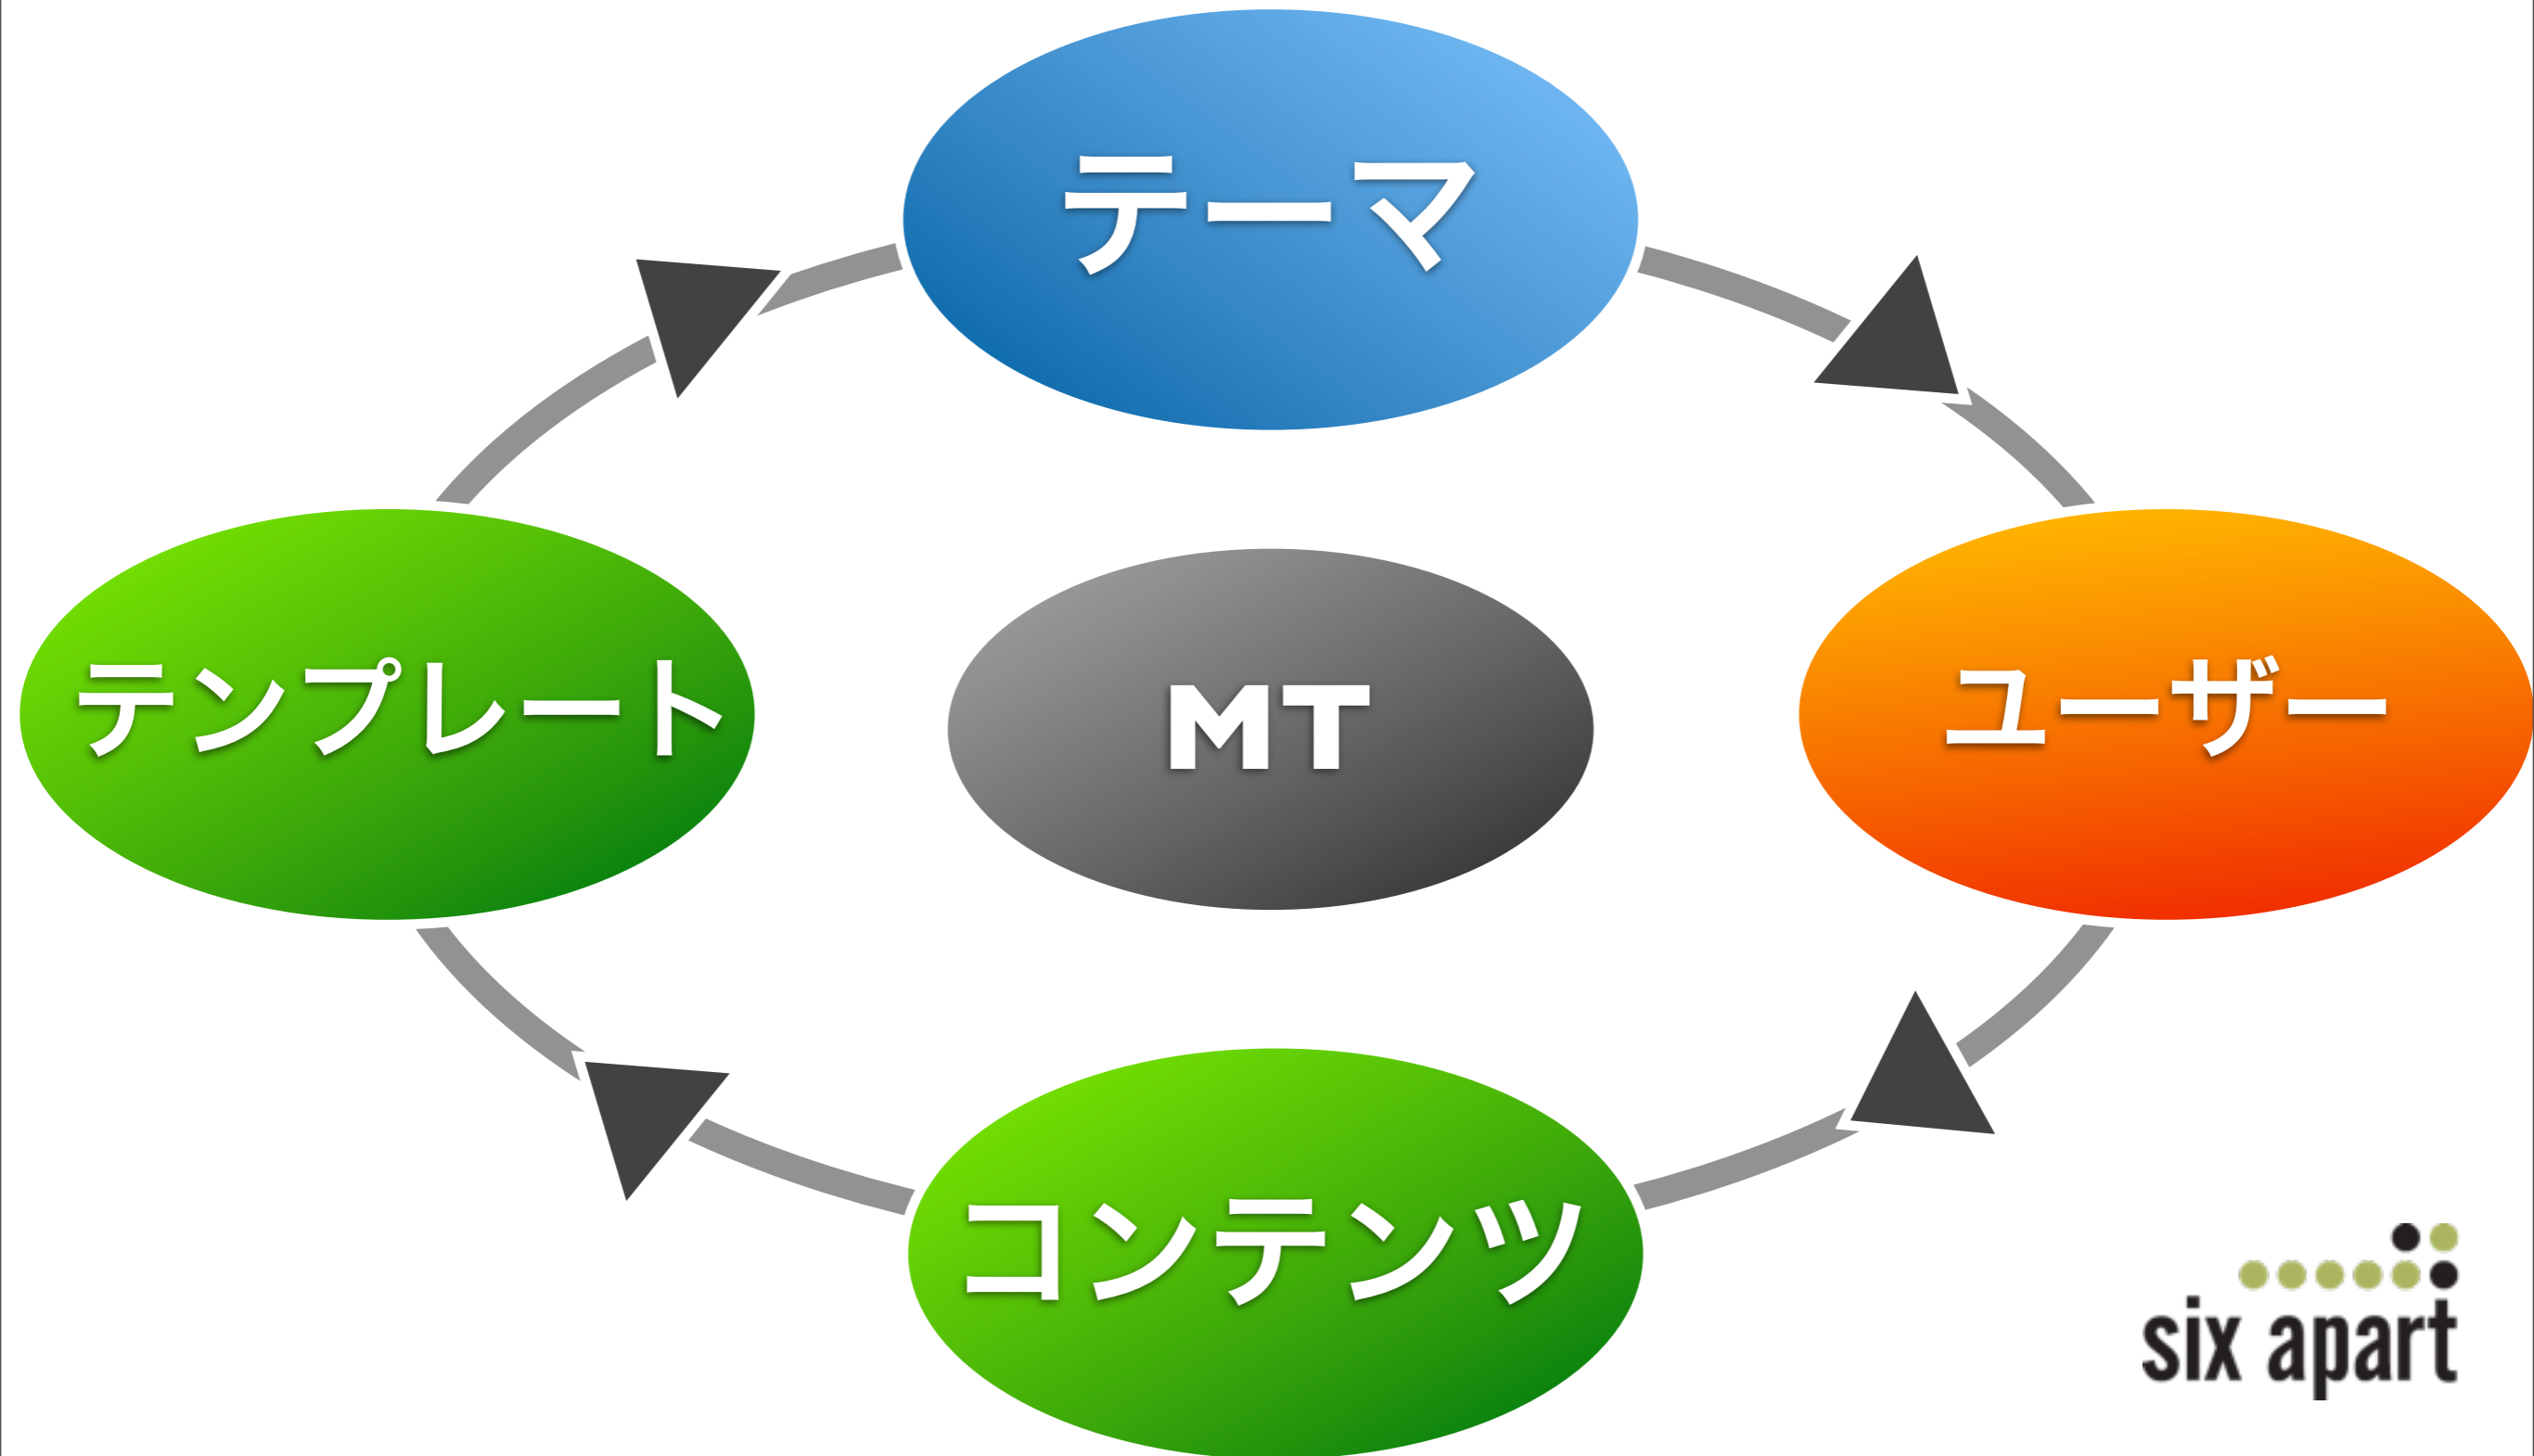 テーマ
テンプレート
MT
ユーザー
コンテンツ
six apart